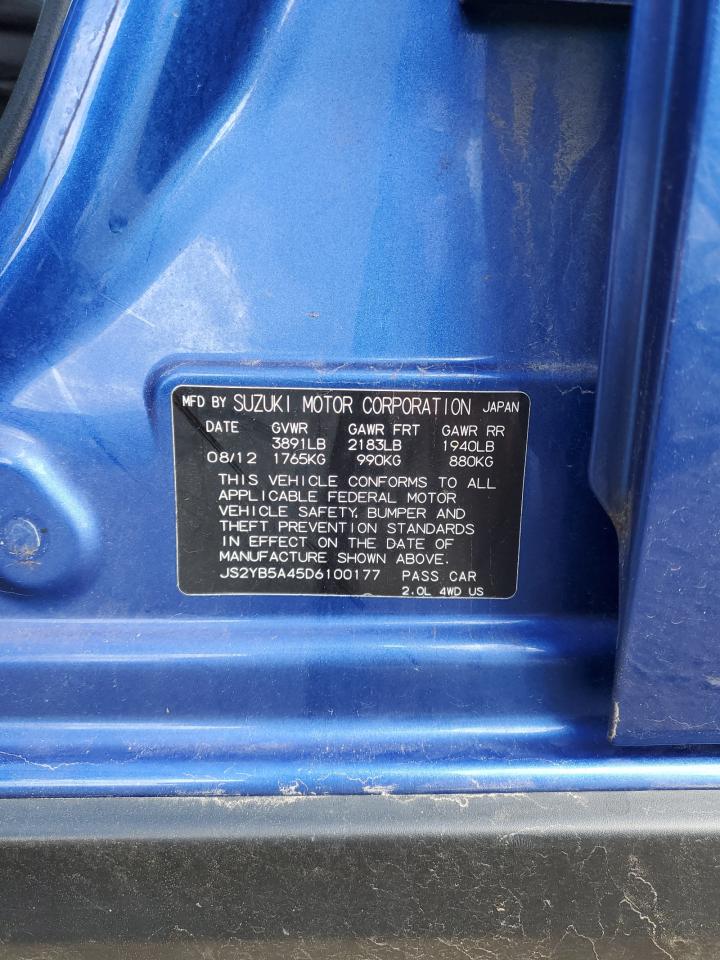 MFD BY SUZUKI MOTOR CORPORATION JAPAN
DATE GVWR GAWR FRT GAWR RR
3891LB 2183LB 1940LB
08/12 1765KG 990KG 880KG
THIS VEHICLE CONFORMS TO ALL
APPLICABLE FEDERAL MOTOR
VEHICLE SAFETY, BUMPER AND
THEFT PREVENTION STANDARDS
IN EFFECT ON THE DATE OF
MANUFACTURE SHOWN ABOVE.
JS2YB5A45D6100177 PASS CAR
2.0L 4WD US